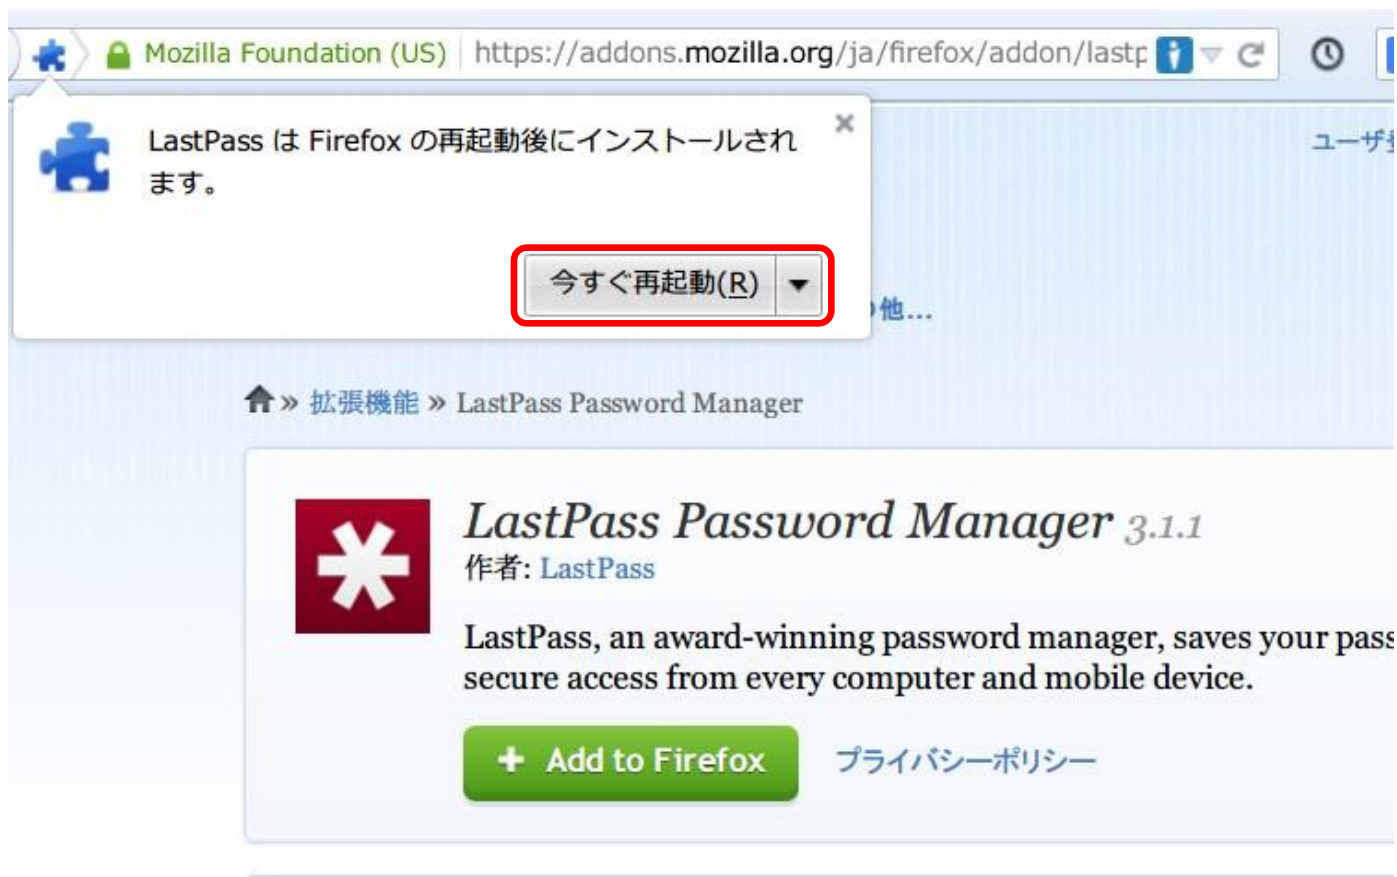 Mozilla Foundation (US) https://addons.mozilla.org/ja/firefox/addon/lastp
LastPass は Firefox の再起動後にインストールされ
ます。
今すぐ再起動(R)
ユーザ
の他...
» 拡張機能 » LastPass Password Manager
LastPass Password Manager 3.1.1
作者: LastPass
LastPass, an award-winning password manager, saves your pass
secure access from every computer and mobile device.
+ Add to Firefox プライバシーポリシー